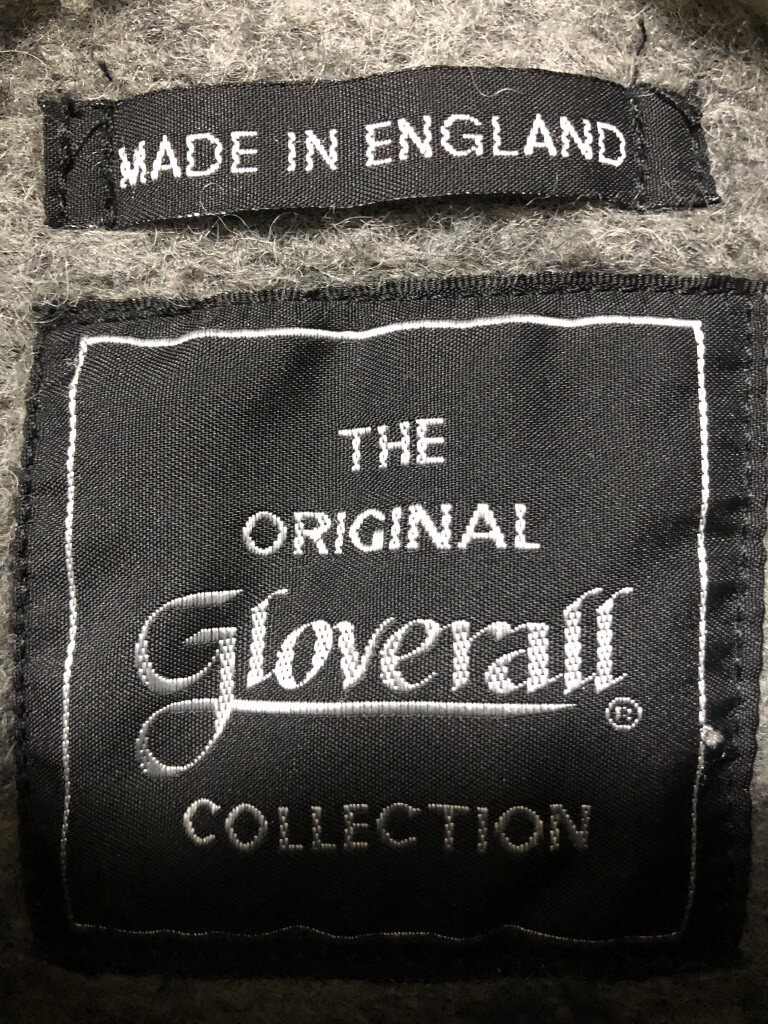 MADE IN ENGLAND
THE
ORIGINAL
Gloverall®
COLLECTION